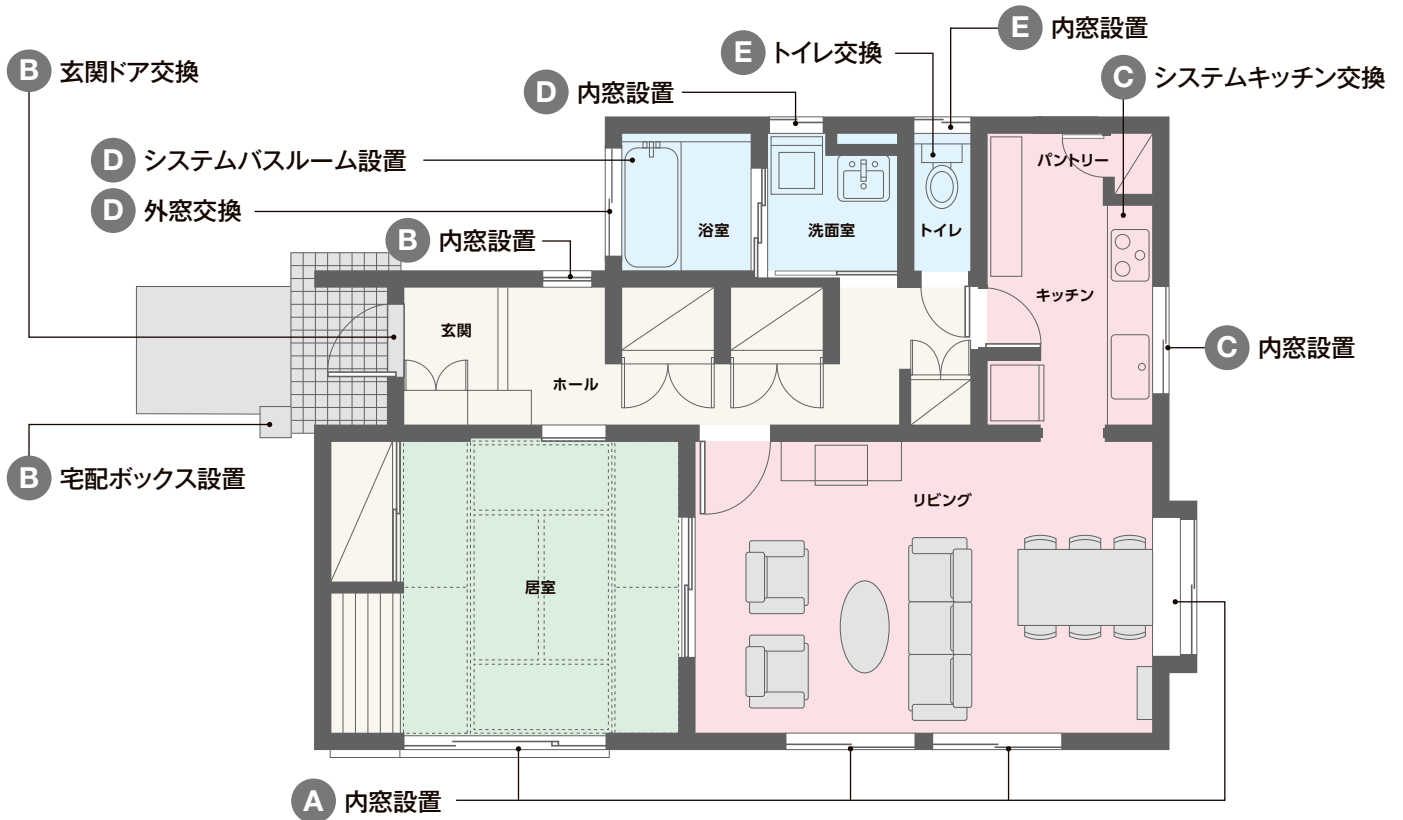 E 内窓設置
E トイレ交換
B 玄関ドア交換
C システムキッチン交換
D 内窓設置
D システムバスルーム設置
パントリー
D 外窓交換
浴室
洗面室
トイレ
B 内窓設置
キッチン
玄関
C 内窓設置
ホール
B 宅配ボックス設置
リビング
居室
A 内窓設置